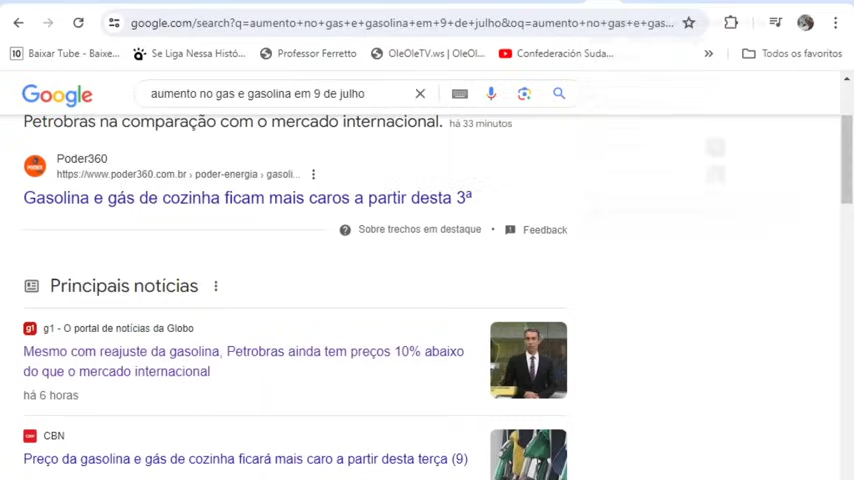 google.com/search?q=aumento+no+gas+e+gasolina+em+9+de+julho&oq=aumento+no+gas+e+gas...
Baixar Tube - Baixe... Se Liga Nessa Histó... Professor Ferretto OleOleTV.ws | OleOl... Confederación Suda... » Todos os favoritos
Google aumento no gas e gasolina em 9 de julho
Petrobras na comparação com o mercado internacional. há 33 minutos
Poder360
https://www.poder360.com.br › poder-energia › gasoli...
Gasolina e gás de cozinha ficam mais caros a partir desta 3ª
Sobre trechos em destaque • Feedback
Principais notícias
g1 g1 - O portal de notícias da Globo
Mesmo com reajuste da gasolina, Petrobras ainda tem preços 10% abaixo
do que o mercado internacional
há 6 horas
CBN
Preço da gasolina e gás de cozinha ficará mais caro a partir desta terça (9)